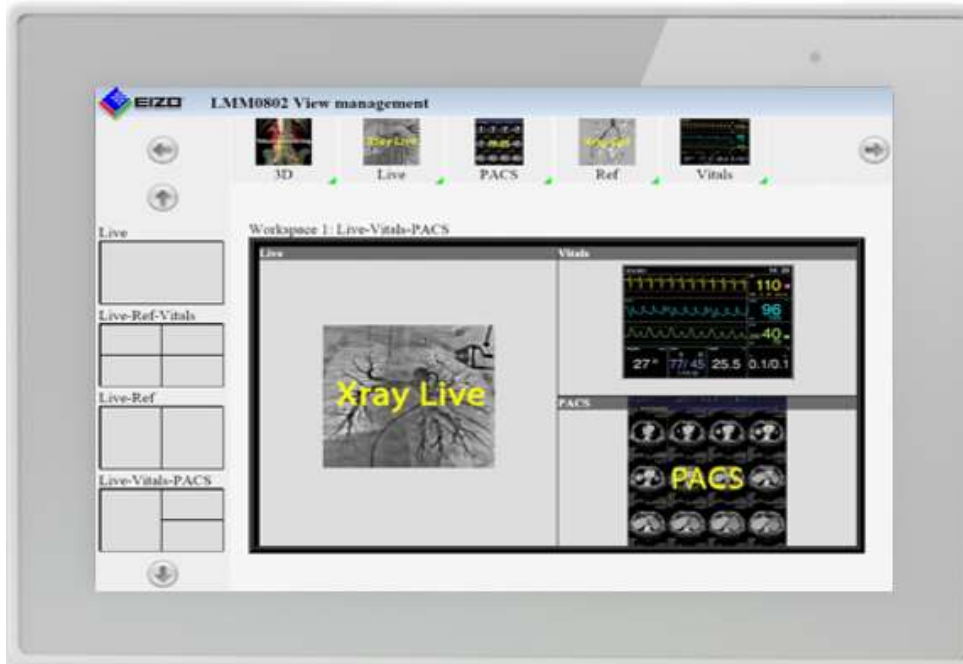 EIZO LMM0802 View management
3D Live PACS Ref Vitals
Workspace 1: Live-Vitals-PACS
Live
Live-Ref-Vitals
Live-Ref
Live-Vitals-PACS
Live
Xray Live
Vitals
110
96
40
27° 77/45 25.5 0.1/0.1
PACS
PACS